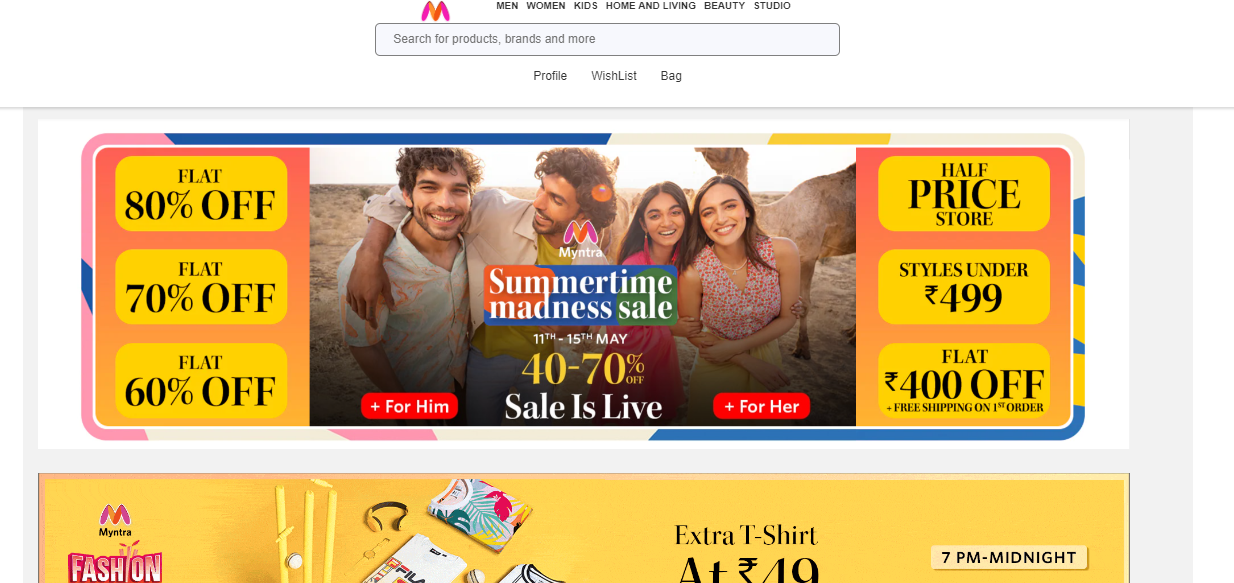 MEN WOMEN KIDS HOME AND LIVING BEAUTY STUDIO
Search for products, brands and more
Profile WishList Bag
FLAT
80% OFF
FLAT
70% OFF
FLAT
60% OFF
Myntra
Summertime
madness sale
11TH - 15TH MAY
40-70% OFF
Sale Is Live
+ For Him
+ For Her
HALF
PRICE
STORE
STYLES UNDER
₹499
FLAT
₹400 OFF
+ FREE SHIPPING ON 1ST ORDER
Myntra
FASHION
FILA
Extra T-Shirt
At ₹49
7 PM-MIDNIGHT